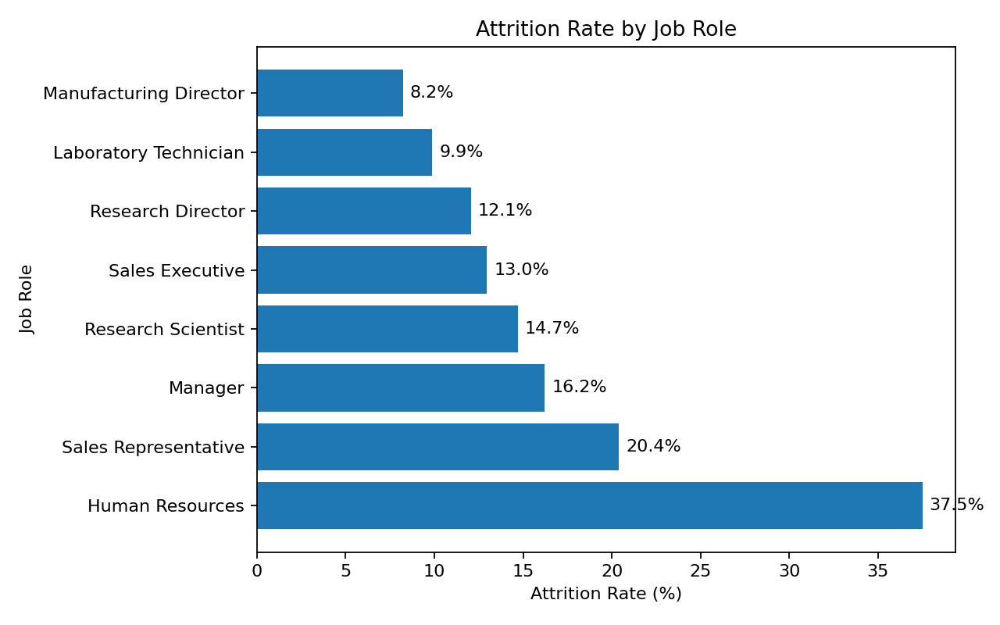 Attrition Rate by Job Role
Manufacturing Director 8.2%
Laboratory Technician 9.9%
Research Director 12.1%
Sales Executive 13.0%
Research Scientist 14.7%
Manager 16.2%
Sales Representative 20.4%
Human Resources 37.5%
Job Role
0 5 10 15 20 25 30 35
Attrition Rate (%)